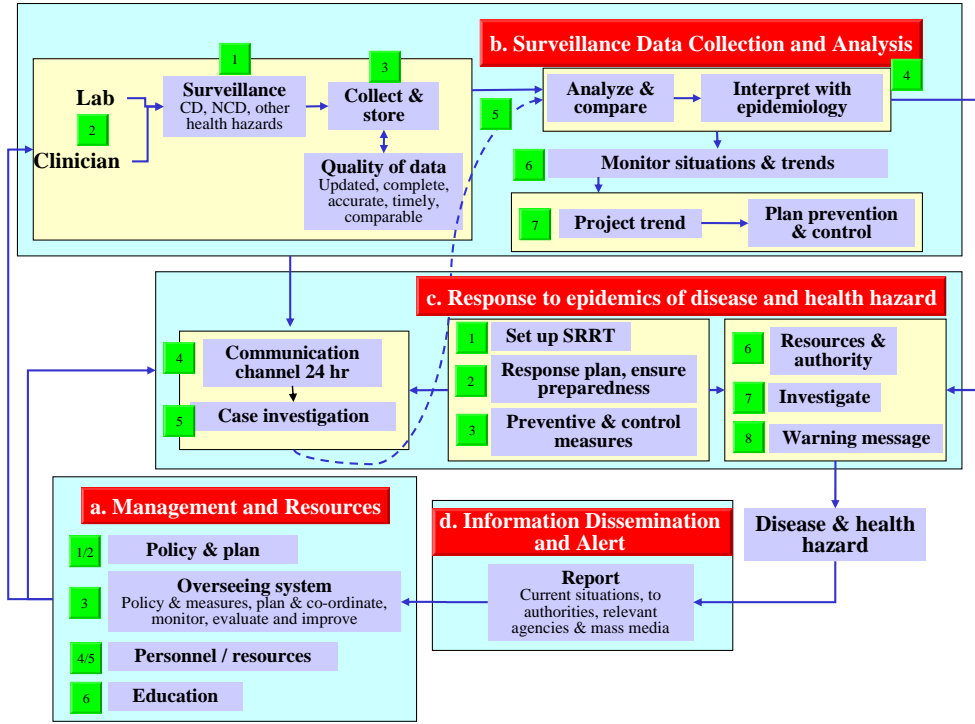 b. Surveillance Data Collection and Analysis
1
3
4
Lab
2
Clinician
Surveillance
CD, NCD, other
health hazards
Collect &
store
Quality of data
Updated, complete,
accurate, timely,
comparable
5
Analyze &
compare
Interpret with
epidemiology
6
Monitor situations & trends
7
Project trend
Plan prevention
& control
c. Response to epidemics of disease and health hazard
4
Communication
channel 24 hr
5
Case investigation
1
Set up SRRT
2
Response plan, ensure
preparedness
3
Preventive & control
measures
6
Resources &
authority
7
Investigate
8
Warning message
a. Management and Resources
1/2
Policy & plan
3
Overseeing system
Policy & measures, plan & co-ordinate,
monitor, evaluate and improve
4/5
Personnel / resources
6
Education
d. Information Dissemination
and Alert
Report
Current situations, to
authorities, relevant
agencies & mass media
Disease & health
hazard